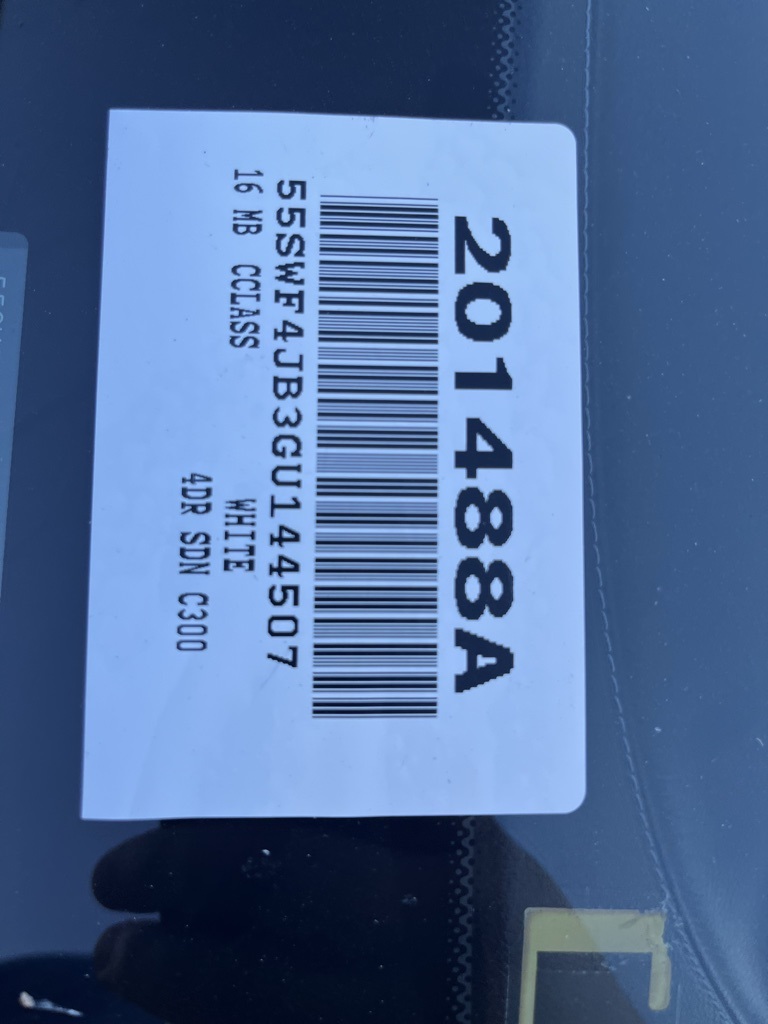 201488A
55SWF4JB3GU144507
16 MB CCLASS WHITE
4DR SDN C300